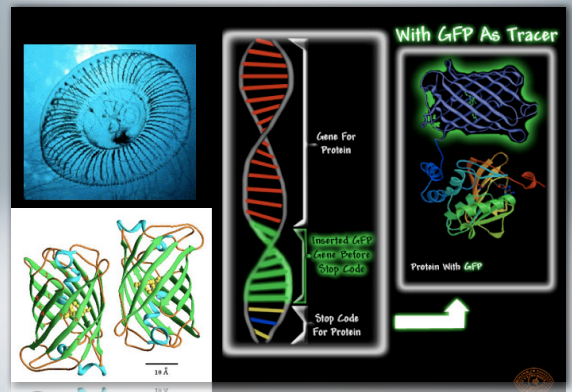 With GFP As Tracer
Gene For
Protein
Inserted GFP
Gene Before
Stop Code
Stop Code
For Protein
Protein With GFP
10 Å